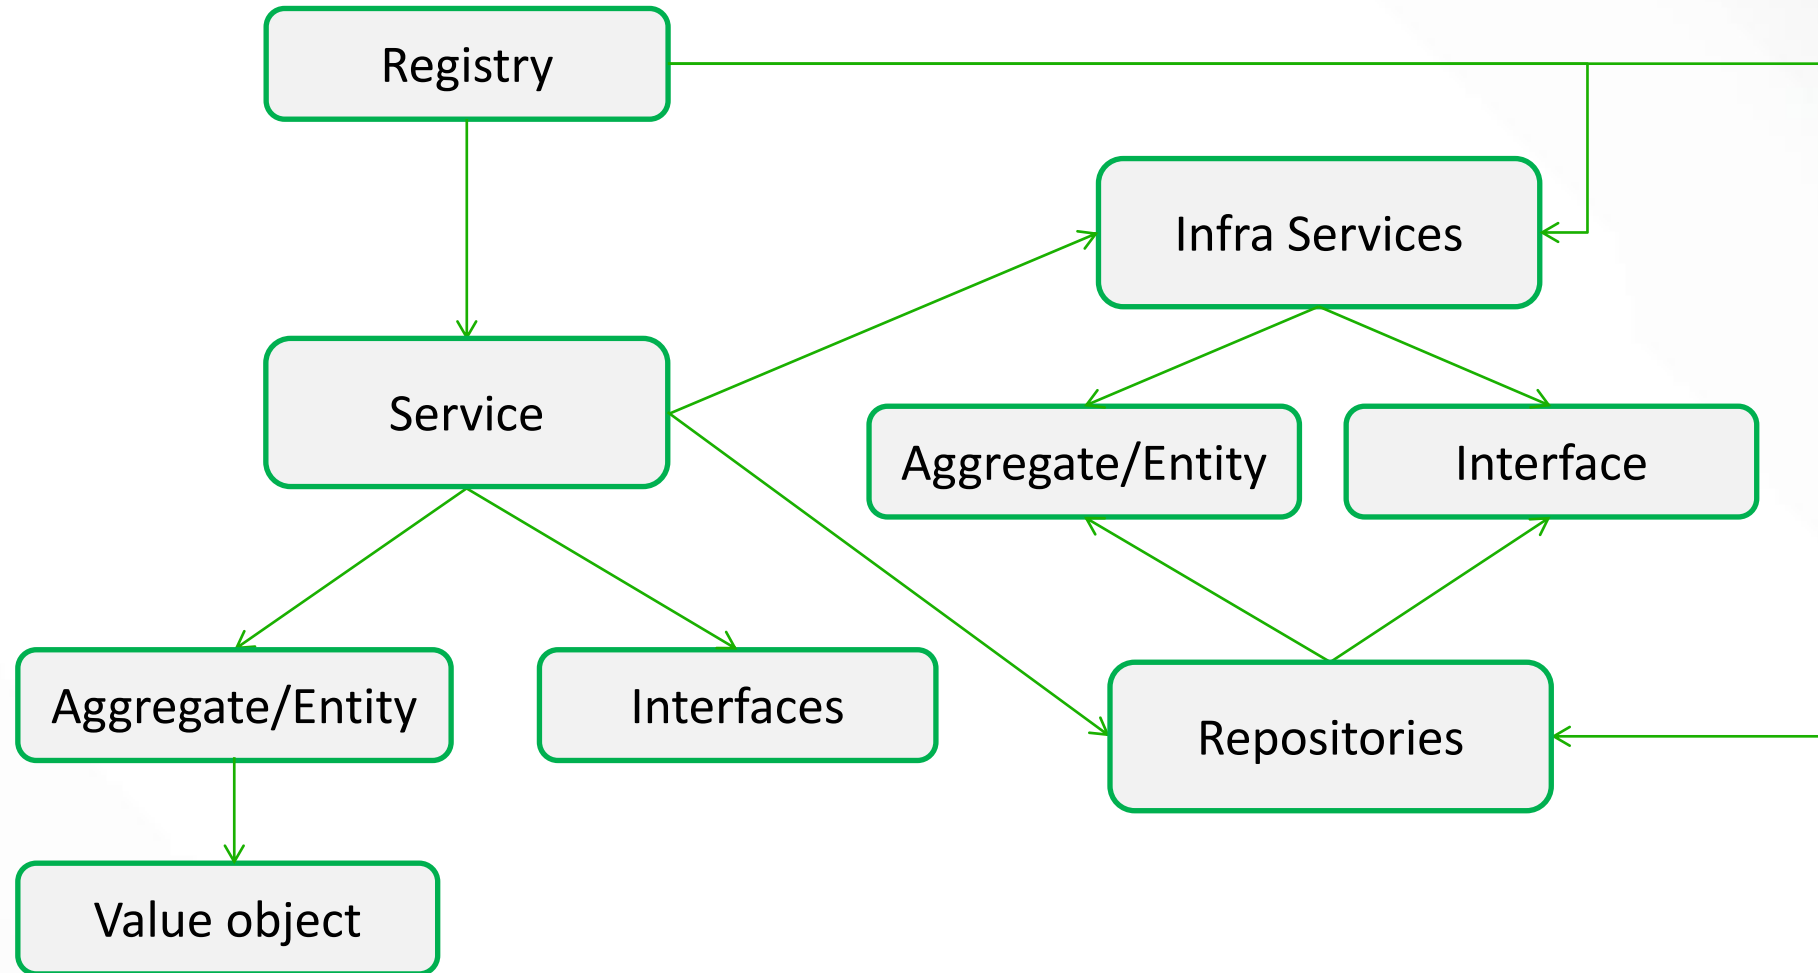 Registry
Infra Services
Service
Aggregate/Entity
Interface
Aggregate/Entity
Interfaces
Repositories
Value object